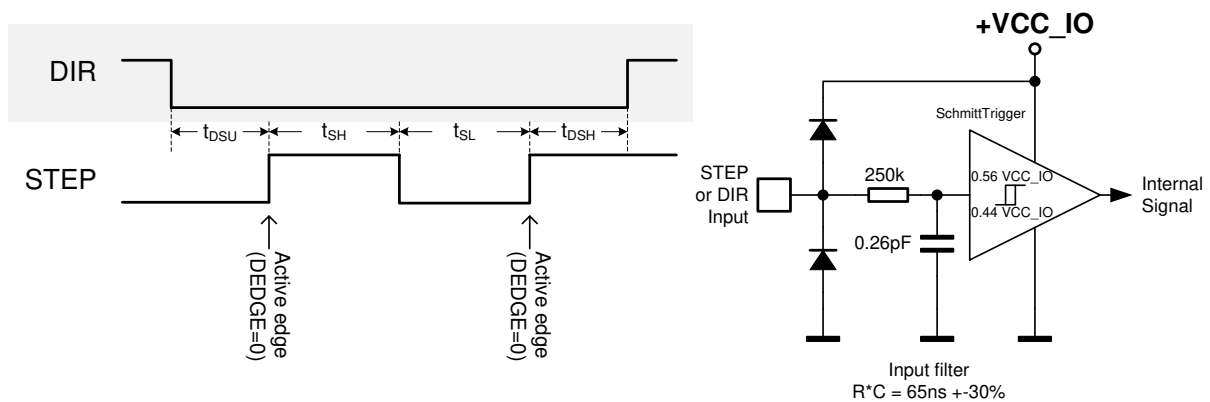 DIR
tDSU
tSH
tSL
tDSH
STEP
Active edge
(DEDGE=0)
Active edge
(DEDGE=0)
+VCC_IO
SchmittTrigger
STEP
or DIR
Input
250k
0.56 VCC_IO
0.44 VCC_IO
Internal
Signal
0.26pF
Input filter
R*C = 65ns +-30%